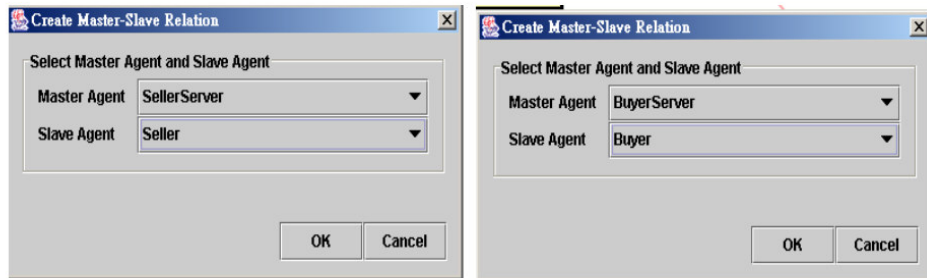 Create Master-Slave Relation
Select Master Agent and Slave Agent
Master Agent SellerServer
Slave Agent Seller
OK Cancel
Create Master-Slave Relation
Select Master Agent and Slave Agent
Master Agent BuyerServer
Slave Agent Buyer
OK Cancel